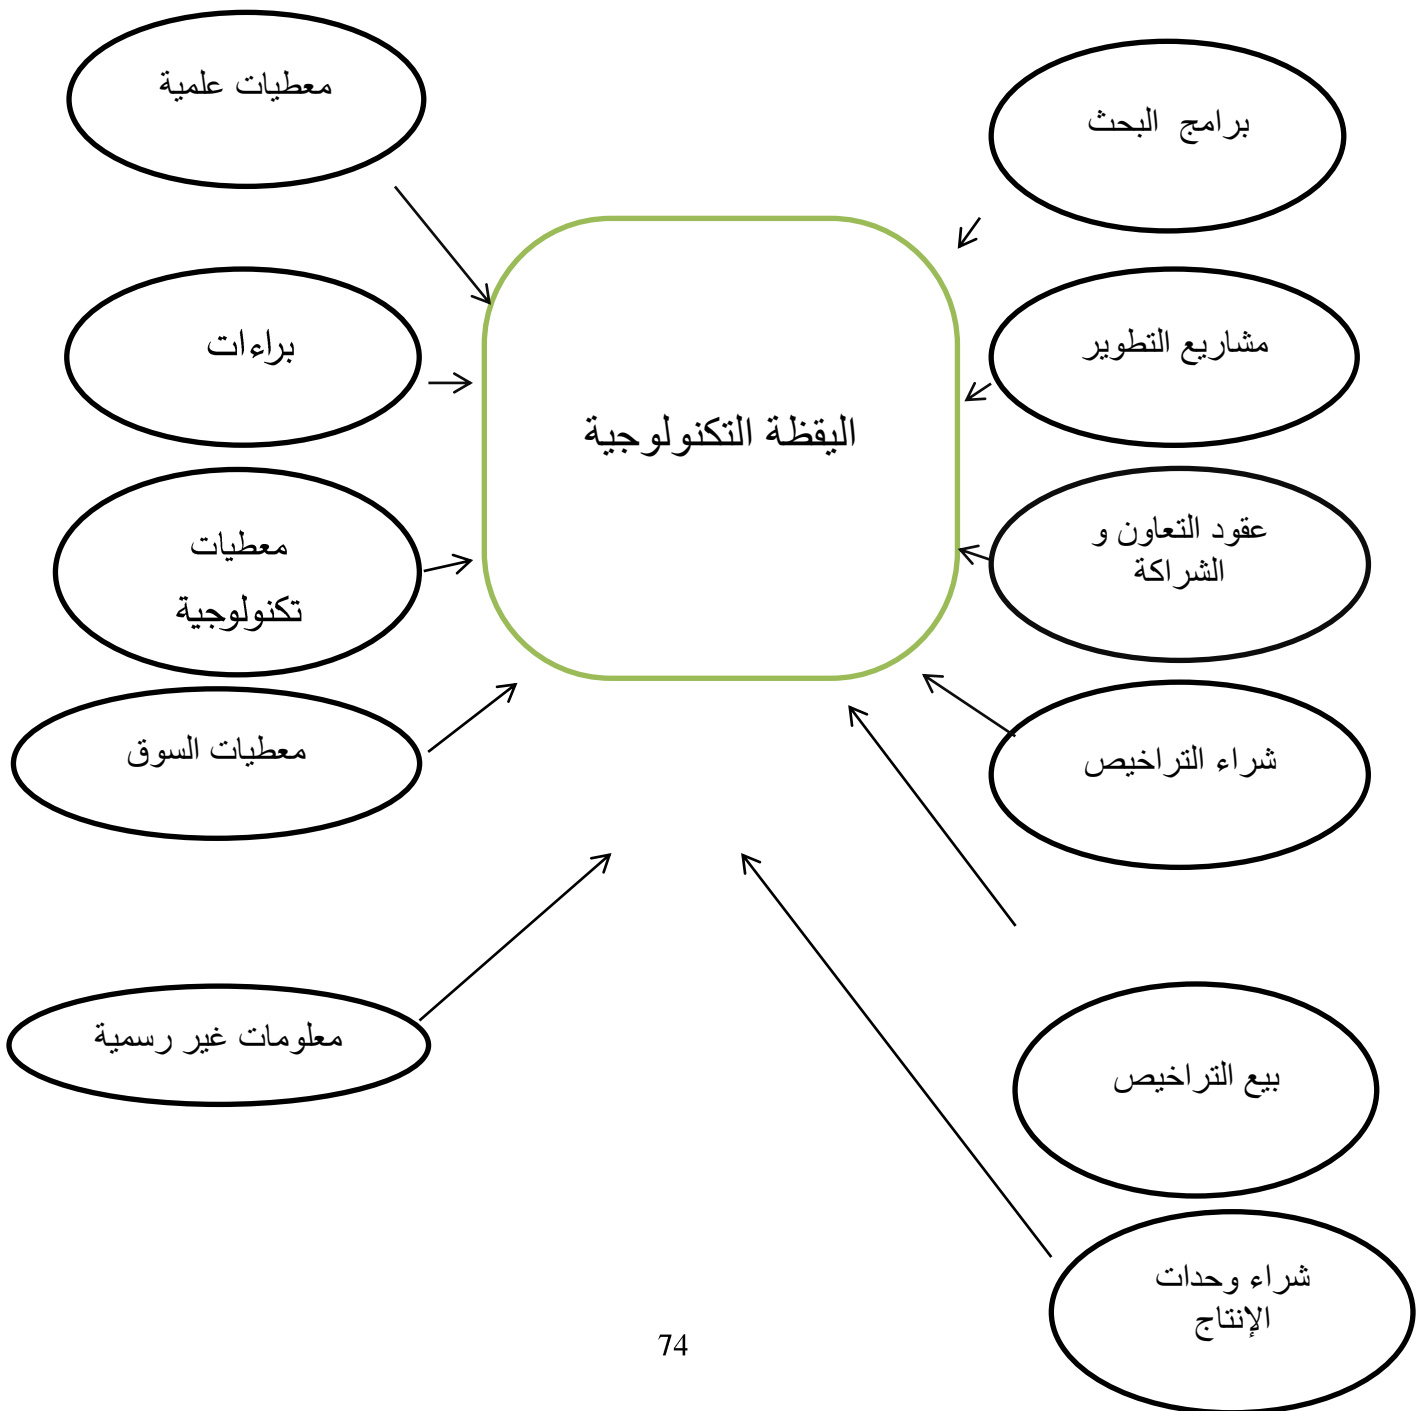 معطيات علمية
برامج البحث
براءات
مشاريع التطوير
اليقظة التكنولوجية
معطيات
تكنولوجية
عقود التعاون و
الشراكة
معطيات السوق
شراء التراخيص
معلومات غير رسمية
بيع التراخيص
شراء وحدات
الإنتاج
74